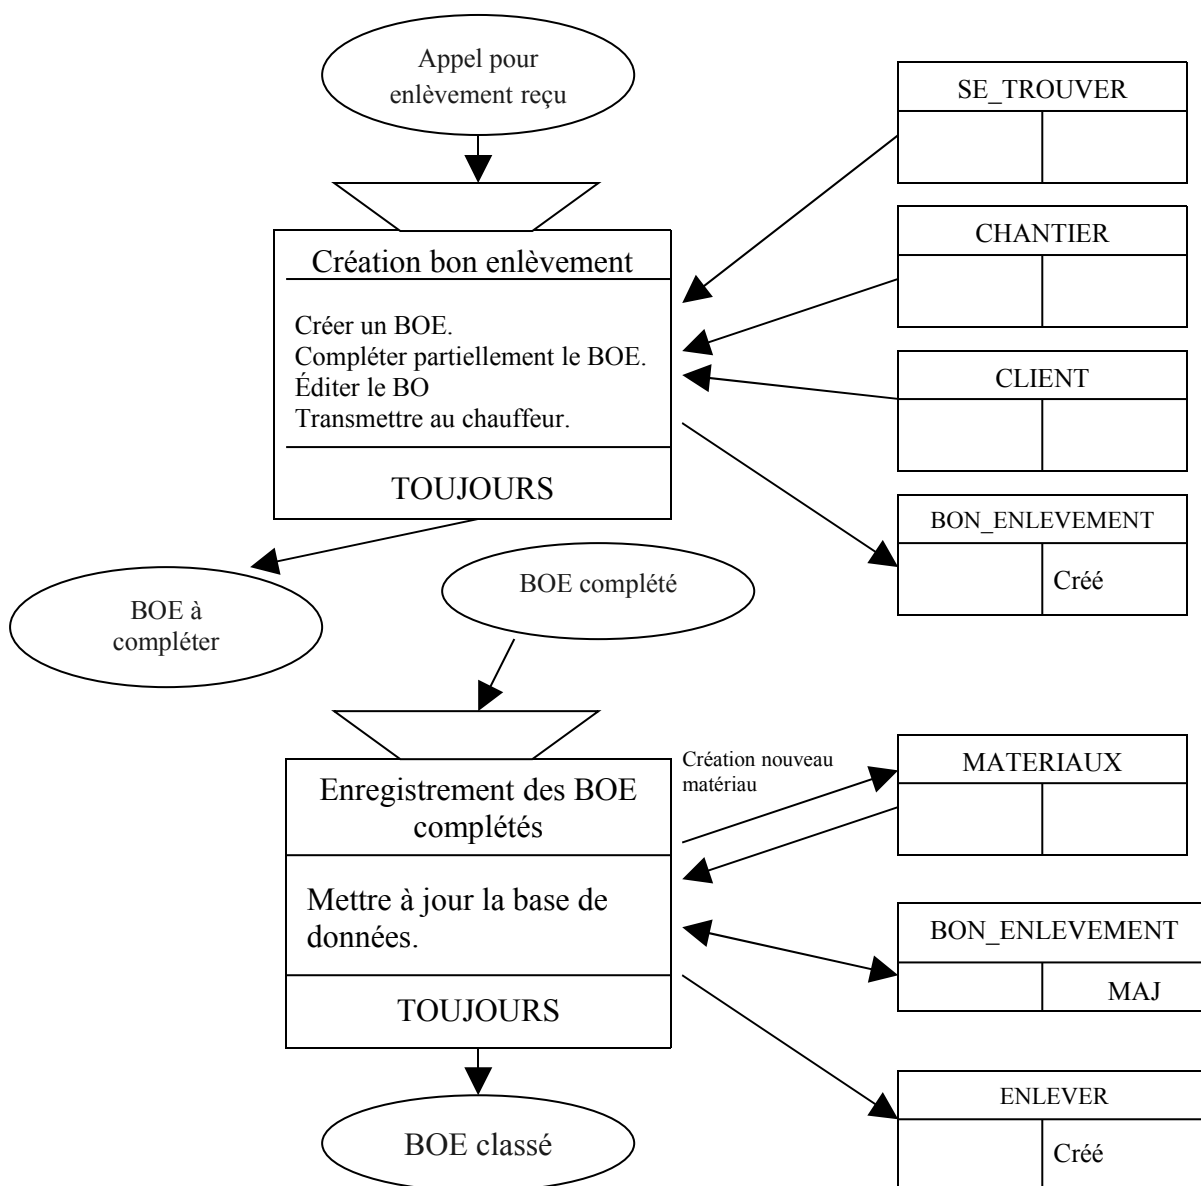 Appel pour
enlèvement reçu
SE_TROUVER
CHANTIER
CLIENT
BON_ENLEVEMENT
Créé
Création bon enlèvement
Créer un BOE.
Compléter partiellement le BOE.
Éditer le BO
Transmettre au chauffeur.
TOUJOURS
BOE à
compléter
BOE complété
Enregistrement des BOE
complétés
Mettre à jour la base de
données.
TOUJOURS
Création nouveau
matériau
MATERIAUX
BON_ENLEVEMENT
MAJ
ENLEVER
Créé
BOE classé